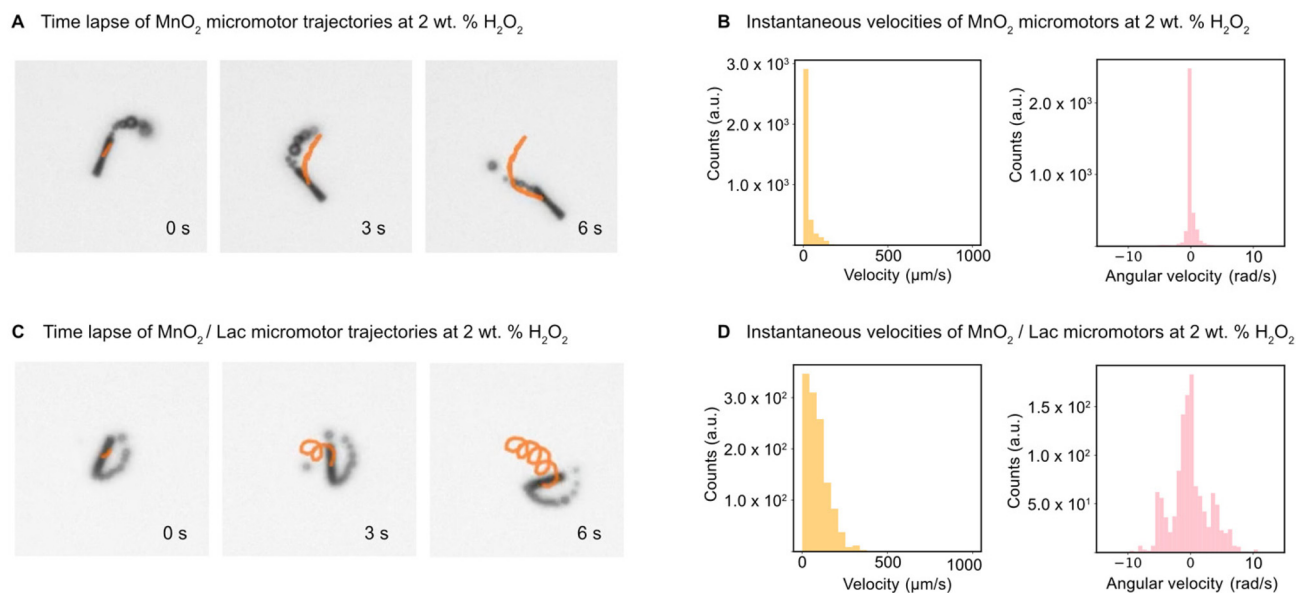 A Time lapse of MnO₂ micromotor trajectories at 2 wt. % H₂O₂
0 s
3 s
6 s
B Instantaneous velocities of MnO₂ micromotors at 2 wt. % H₂O₂
Counts (a.u.)
3.0 x 10³
2.0 x 10³
1.0 x 10³
0 500 1000
Velocity (µm/s)
Counts (a.u.)
2.0 x 10³
1.0 x 10³
−10 0 10
Angular velocity (rad/s)
C Time lapse of MnO₂ / Lac micromotor trajectories at 2 wt. % H₂O₂
0 s
3 s
6 s
D Instantaneous velocities of MnO₂ / Lac micromotors at 2 wt. % H₂O₂
Counts (a.u.)
3.0 x 10²
2.0 x 10²
1.0 x 10²
0 500 1000
Velocity (µm/s)
Counts (a.u.)
1.5 x 10²
1.0 x 10²
5.0 x 10¹
−10 0 10
Angular velocity (rad/s)